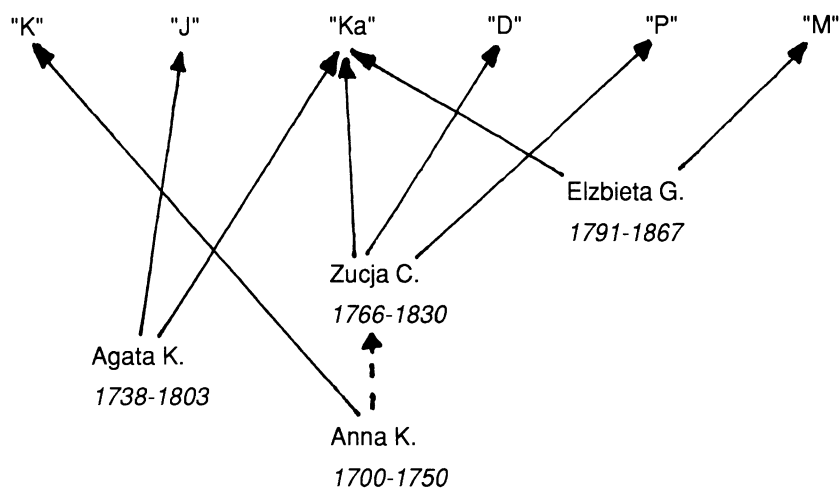 "K" "J" "Ka" "D" "P" "M"
Elzbieta G.
1791-1867
Zucja C.
1766-1830
Agata K.
1738-1803
Anna K.
1700-1750